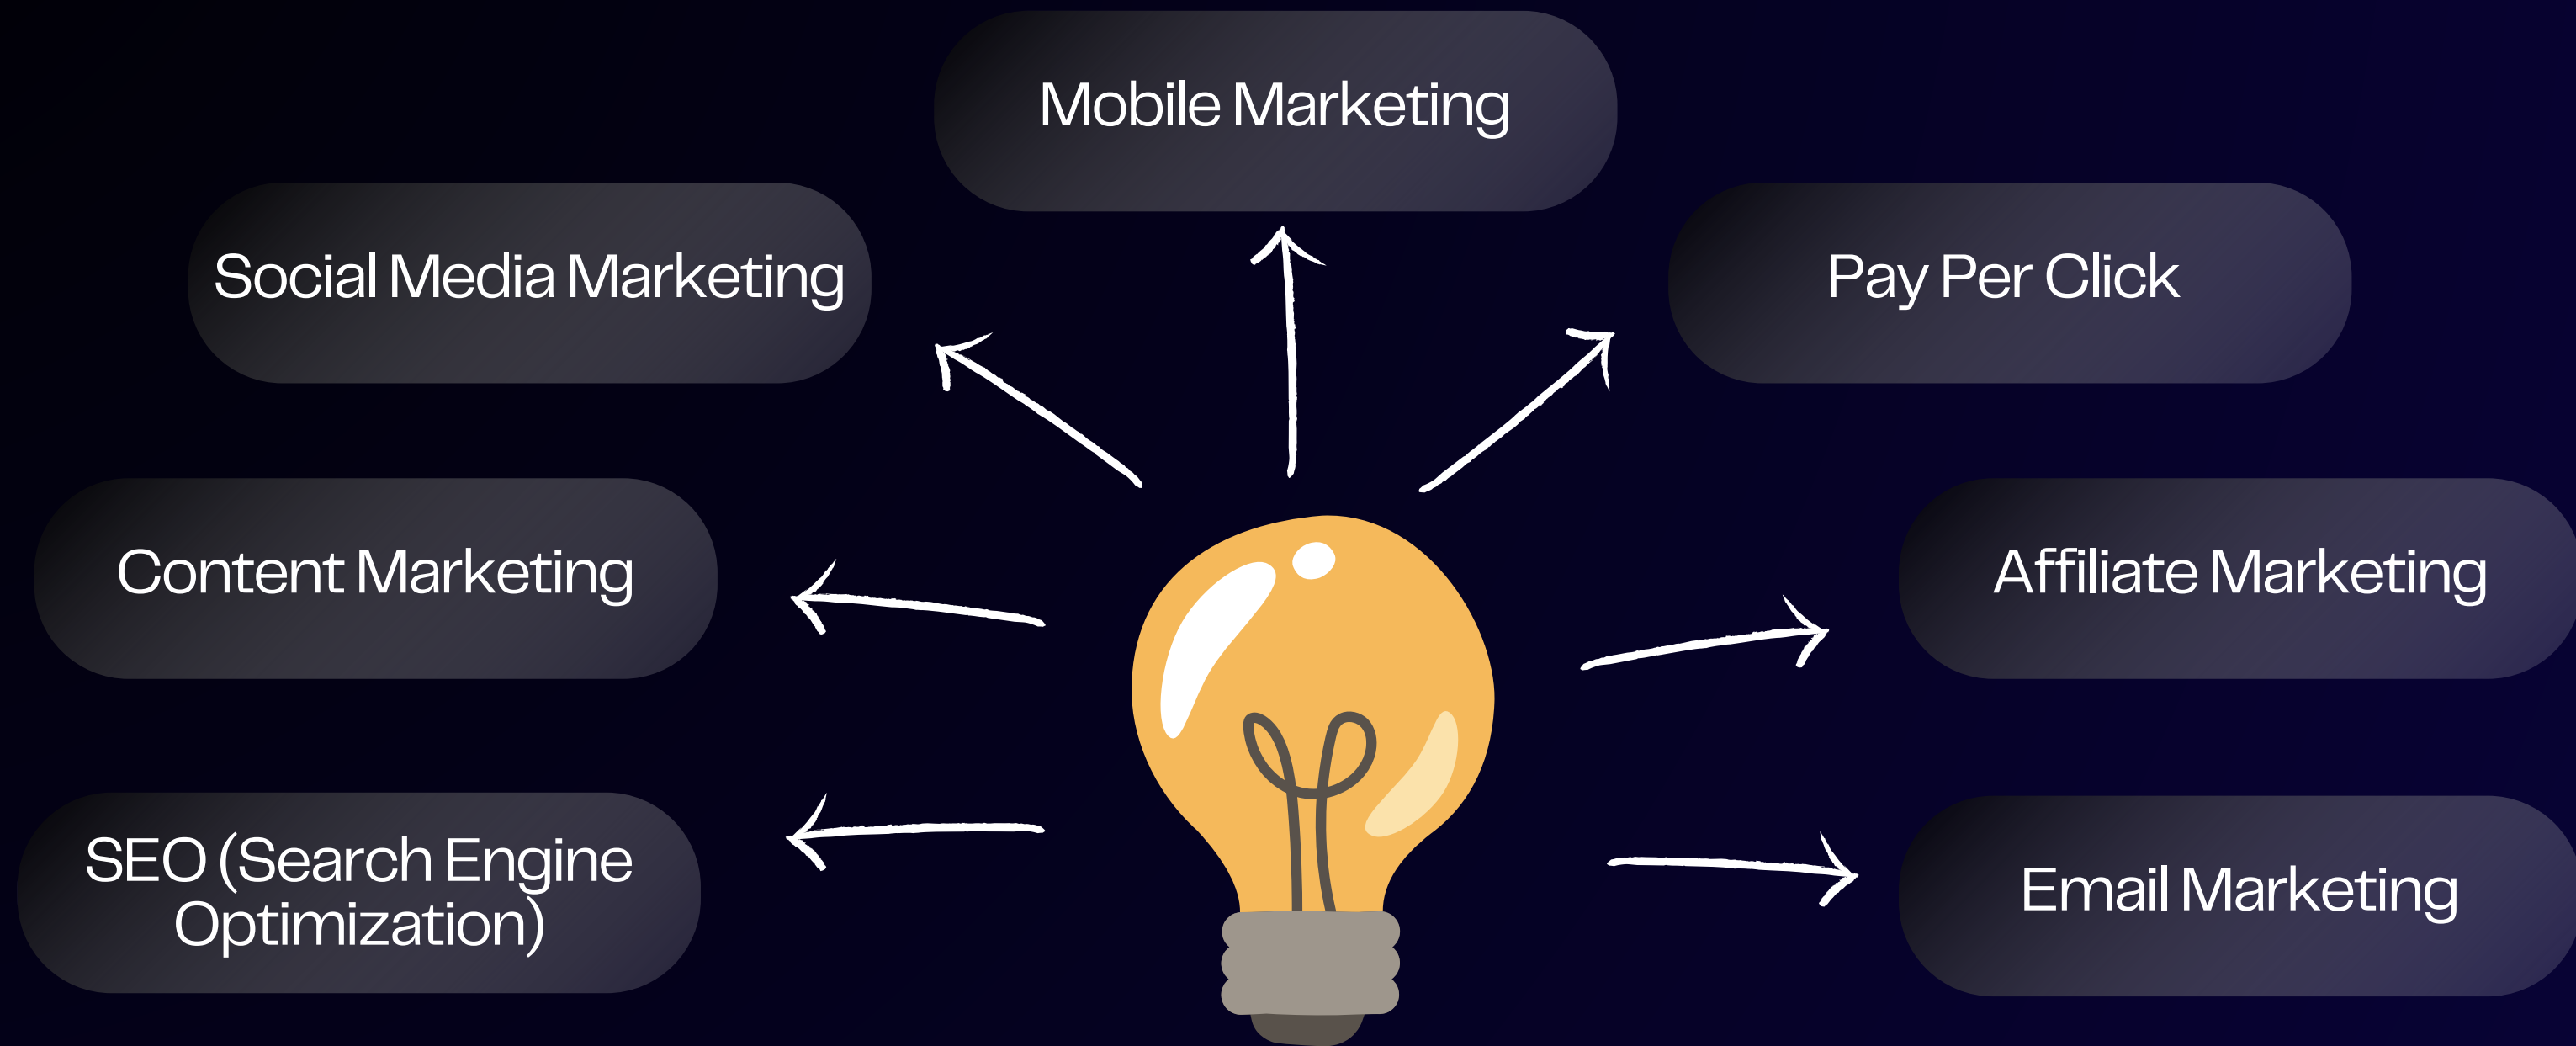 Mobile Marketing
Social Media Marketing
Pay Per Click
Content Marketing
Affiliate Marketing
SEO (Search Engine
Optimization)
Email Marketing